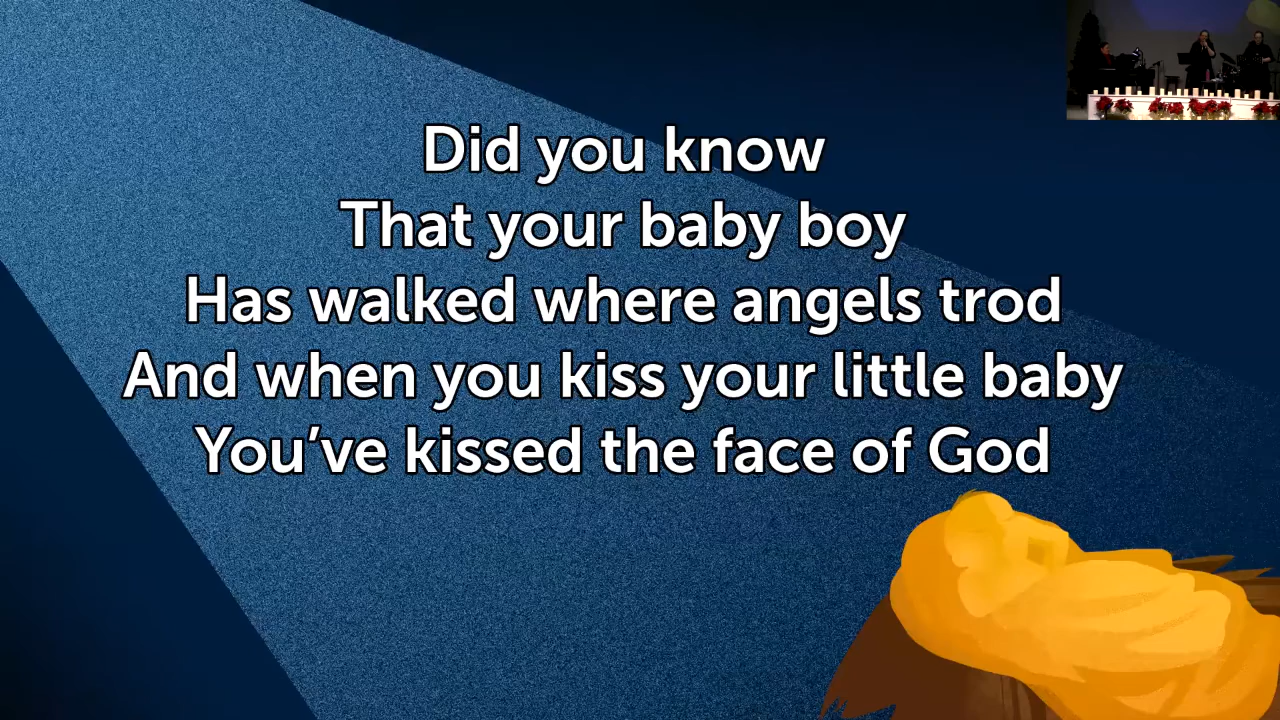 Did you know
That your baby boy
Has walked where angels trod
And when you kiss your little baby
You’ve kissed the face of God